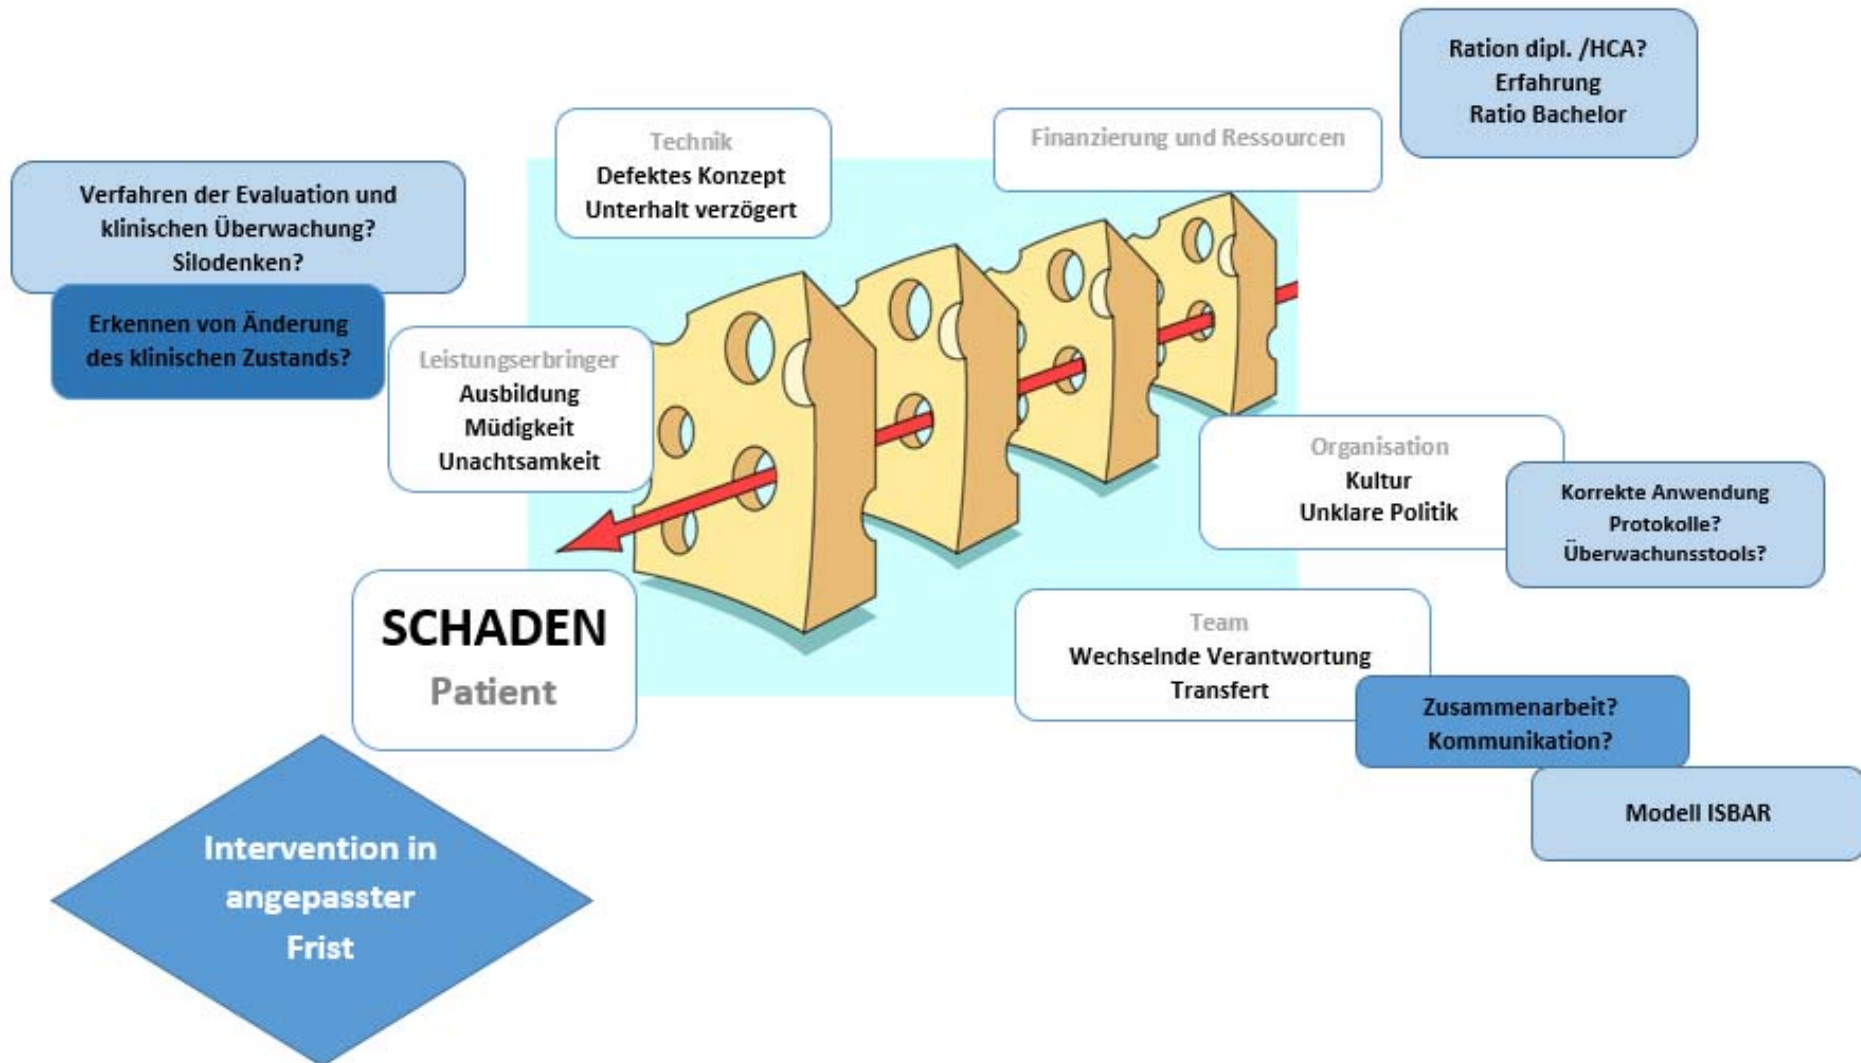 Ration dipl. /HCA?
Erfahrung
Ratio Bachelor
Technik
Defektes Konzept
Unterhalt verzögert
Finanzierung und Ressourcen
Verfahren der Evaluation und
klinischen Überwachung?
Silodenken?
Erkennen von Änderung
des klinischen Zustands?
Leistungserbringer
Ausbildung
Müdigkeit
Unachtsamkeit
Organisation
Kultur
Unklare Politik
Korrekte Anwendung
Protokolle?
Überwachunsstools?
SCHADEN
Patient
Team
Wechselnde Verantwortung
Transfert
Zusammenarbeit?
Kommunikation?
Modell ISBAR
Intervention in
angepasster
Frist